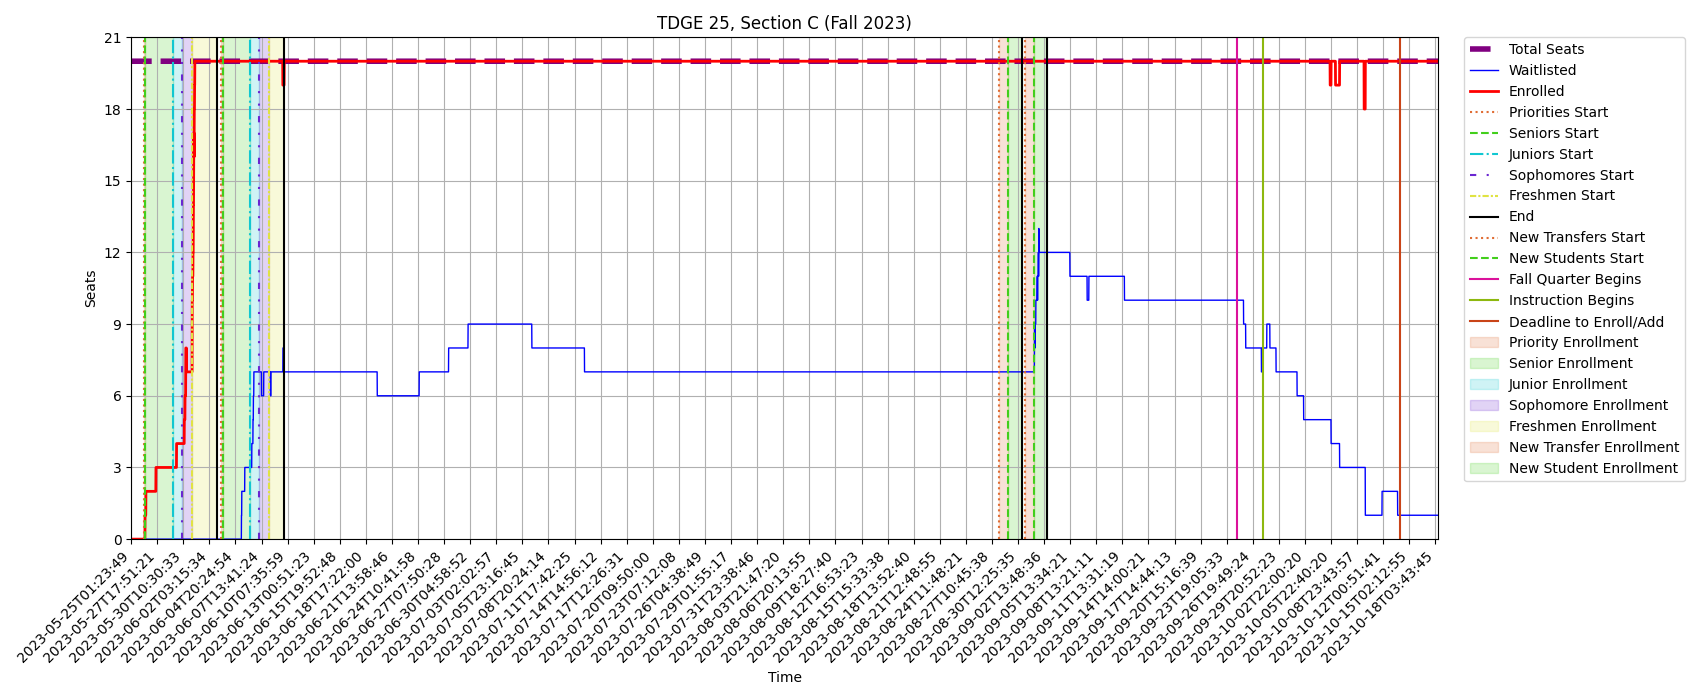 TDGE 25, Section C (Fall 2023)
21
18
15
12
9
6
3
0
Seats
2023-05-25T01:23:49
2023-05-27T17:51:21
2023-05-30T10:30:33
2023-06-02T03:15:34
2023-06-04T20:24:54
2023-06-07T13:41:24
2023-06-10T07:35:59
2023-06-13T00:51:23
2023-06-15T19:52:48
2023-06-18T17:22:00
2023-06-21T13:58:46
2023-06-24T10:41:58
2023-06-27T07:50:28
2023-06-30T04:58:52
2023-07-03T02:02:57
2023-07-05T23:16:45
2023-07-08T20:24:14
2023-07-11T17:42:25
2023-07-14T14:56:12
2023-07-17T12:26:31
2023-07-20T09:50:00
2023-07-23T07:12:08
2023-07-26T04:38:49
2023-07-29T01:55:17
2023-07-31T23:38:46
2023-08-03T21:47:20
2023-08-06T20:13:55
2023-08-09T18:27:40
2023-08-12T16:53:23
2023-08-15T15:33:38
2023-08-18T13:52:40
2023-08-21T12:48:55
2023-08-24T11:48:21
2023-08-27T10:45:38
2023-08-30T12:25:35
2023-09-02T13:48:36
2023-09-05T13:34:21
2023-09-08T13:21:11
2023-09-11T13:31:19
2023-09-14T14:00:21
2023-09-17T14:44:13
2023-09-20T15:16:39
2023-09-23T19:05:33
2023-09-26T19:49:24
2023-09-29T20:52:23
2023-10-02T22:00:20
2023-10-05T22:40:20
2023-10-08T23:43:57
2023-10-12T00:51:41
2023-10-15T02:12:55
2023-10-18T03:43:45
Time
Total Seats
Waitlisted
Enrolled
Priorities Start
Seniors Start
Juniors Start
Sophomores Start
Freshmen Start
End
New Transfers Start
New Students Start
Fall Quarter Begins
Instruction Begins
Deadline to Enroll/Add
Priority Enrollment
Senior Enrollment
Junior Enrollment
Sophomore Enrollment
Freshmen Enrollment
New Transfer Enrollment
New Student Enrollment